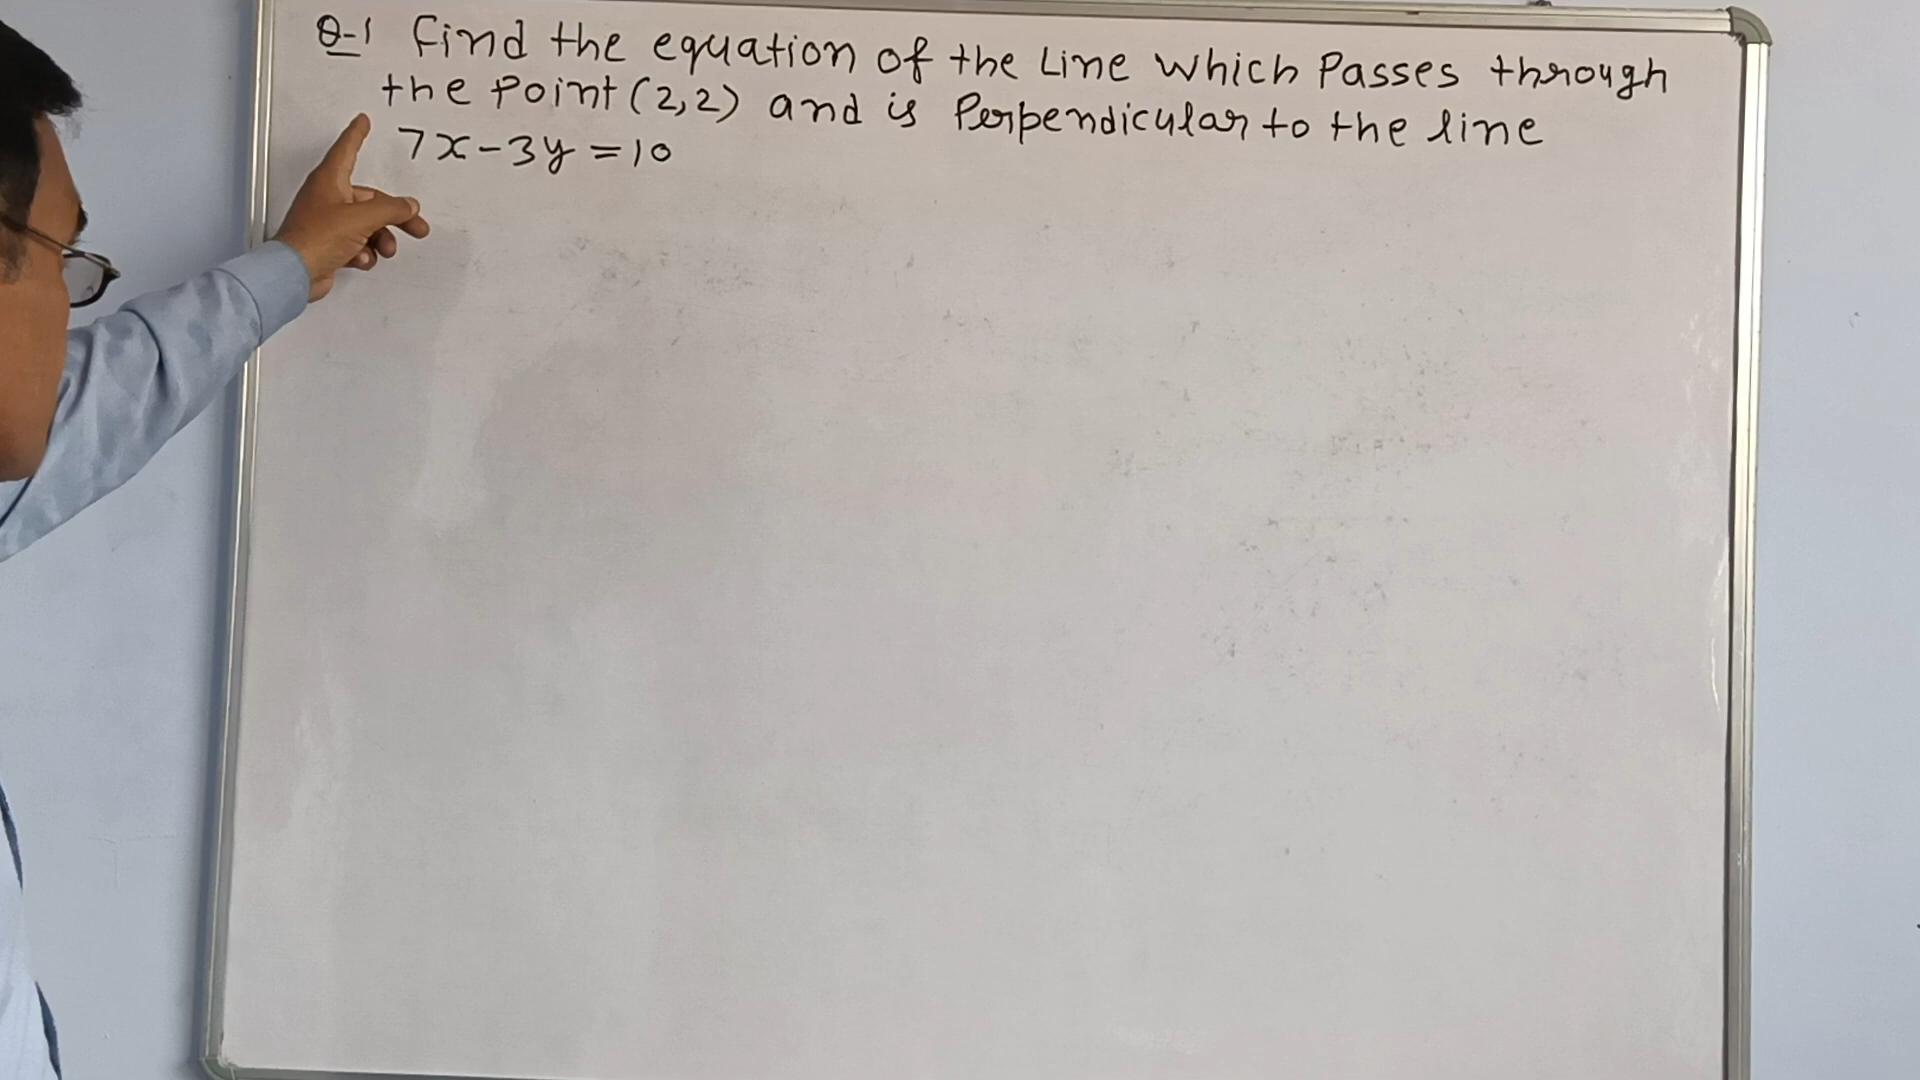 Q-1 Find the equation of the Line which Passes through
the Point (2,2) and is Perpendicular to the line
7x-3y=10